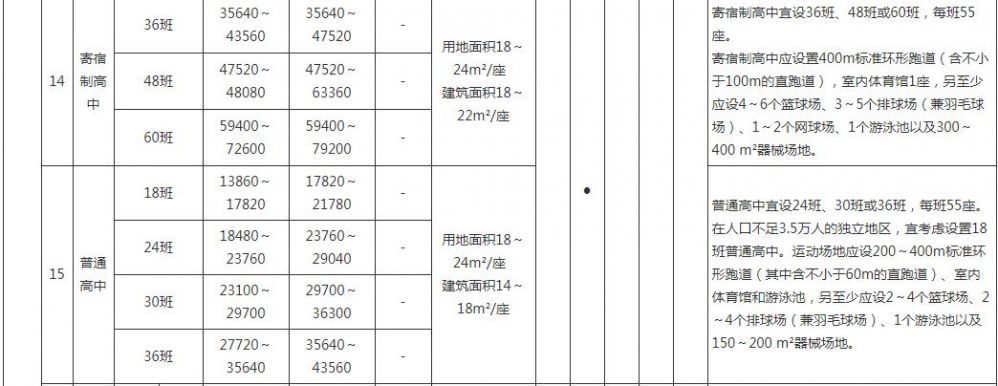 36班
35640～
43560
35640～
47520
-
14
寄宿
制高
中
48班
47520～
48080
47520～
63360
-
60班
59400～
72600
59400～
79200
-
用地面积18～
24m²/座
建筑面积18～
22m²/座
寄宿制高中宜设36班、48班或60班，每班55
座。
寄宿制高中应设置400m标准环形跑道（含不小
于100m的直跑道），室内体育馆1座，另至少
应设4～6个篮球场、3～5个排球场（兼羽毛球
场）、1～2个网球场、1个游泳池以及300～
400 m²器械场地。
15
普通
高中
18班
13860～
17820
17820～
21780
-
24班
18480～
23760
23760～
29040
-
30班
23100～
29700
29700～
36300
-
36班
27720～
35640
35640～
43560
-
用地面积18～
24m²/座
建筑面积14～
18m²/座
●
普通高中宜设24班、30班或36班，每班55座。
在人口不足3.5万人的独立地区，宜考虑设置18
班普通高中。运动场地应设200～400m标准环
形跑道（其中含不小于60m的直跑道）、室内
体育馆和游泳池，另至少应设2～4个篮球场、2
～4个排球场（兼羽毛球场）、1个游泳池以及
150～200 m²器械场地。